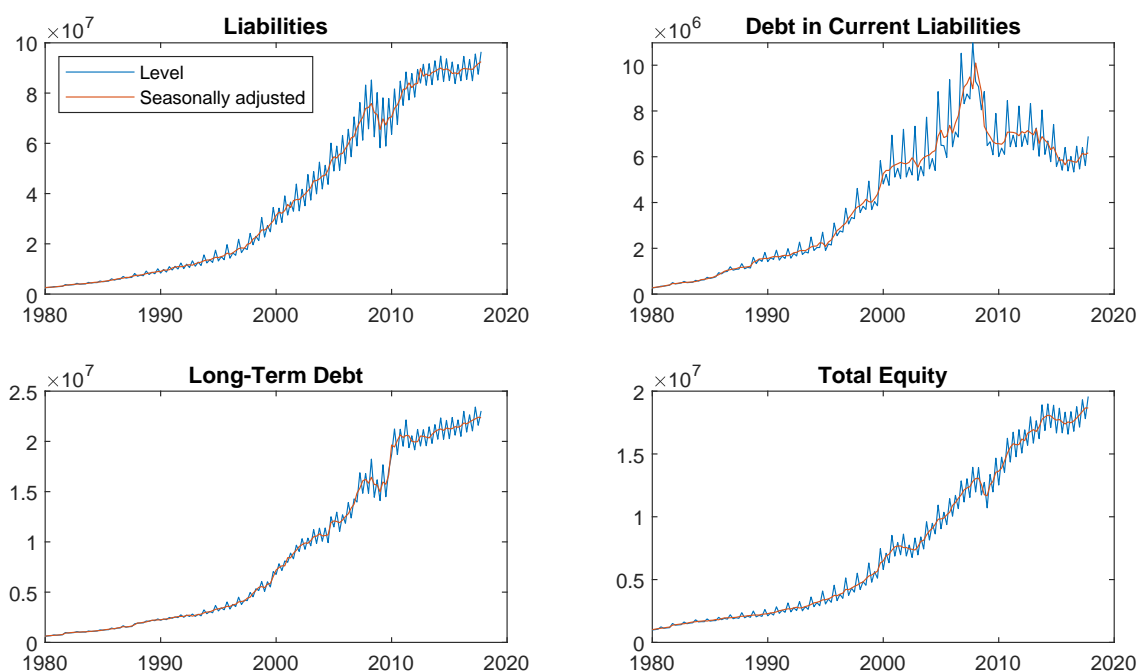 Liabilities
×10^7
10
8
6
4
2
0
1980 1990 2000 2010 2020
Level
Seasonally adjusted
Debt in Current Liabilities
×10^6
10
8
6
4
2
0
1980 1990 2000 2010 2020
Long-Term Debt
×10^7
2.5
2
1.5
1
0.5
0
1980 1990 2000 2010 2020
Total Equity
×10^7
2
1.5
1
0.5
0
1980 1990 2000 2010 2020